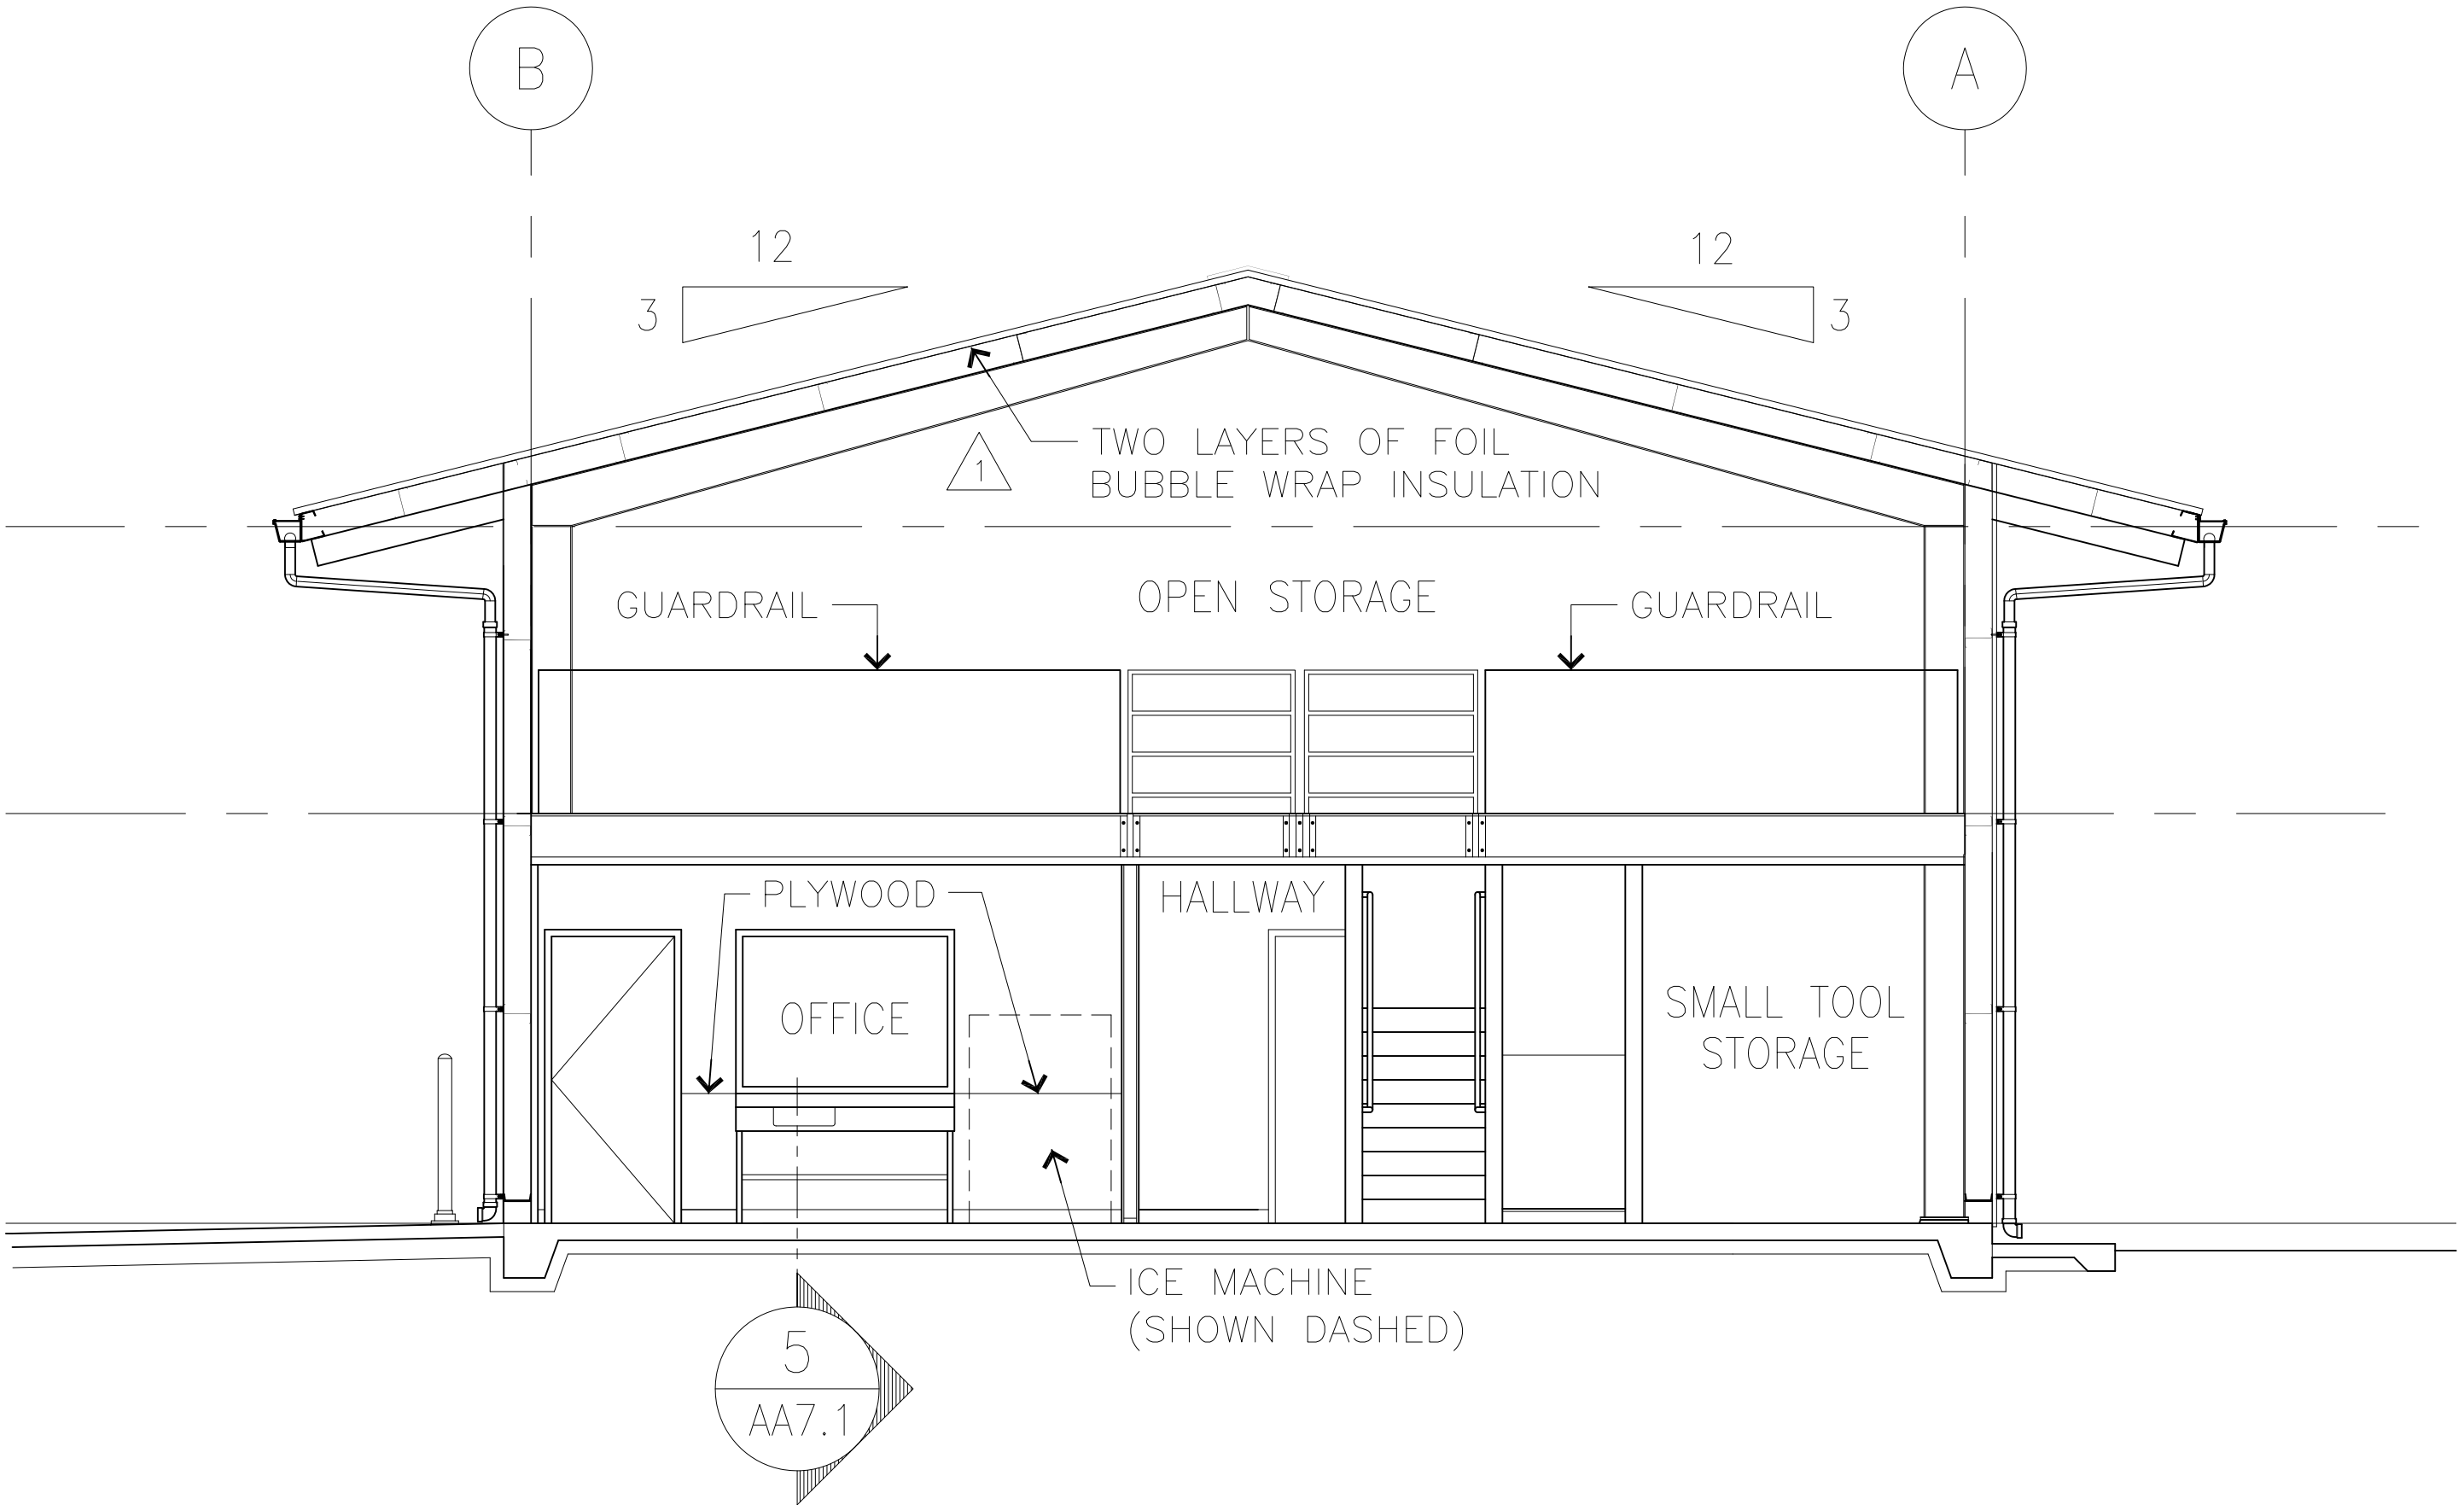 B
A
12
3
12
3
TWO LAYERS OF FOIL
BUBBLE WRAP INSULATION
1
GUARDRAIL
OPEN STORAGE
GUARDRAIL
PLYWOOD
HALLWAY
OFFICE
SMALL TOOL
STORAGE
ICE MACHINE
(SHOWN DASHED)
5
AA7.1